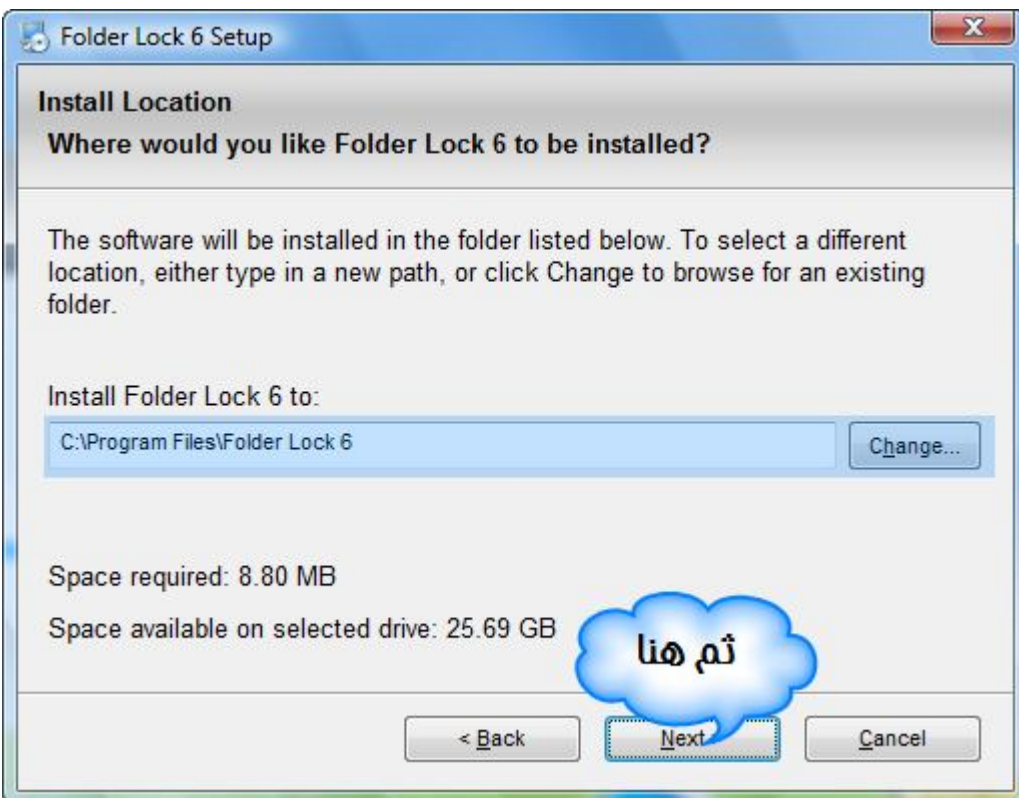 Folder Lock 6 Setup
Install Location
Where would you like Folder Lock 6 to be installed?
The software will be installed in the folder listed below. To select a different
location, either type in a new path, or click Change to browse for an existing
folder.
Install Folder Lock 6 to:
C:\Program Files\Folder Lock 6
Change...
Space required: 8.80 MB
Space available on selected drive: 25.69 GB
ثم هنا
< Back
Next
Cancel